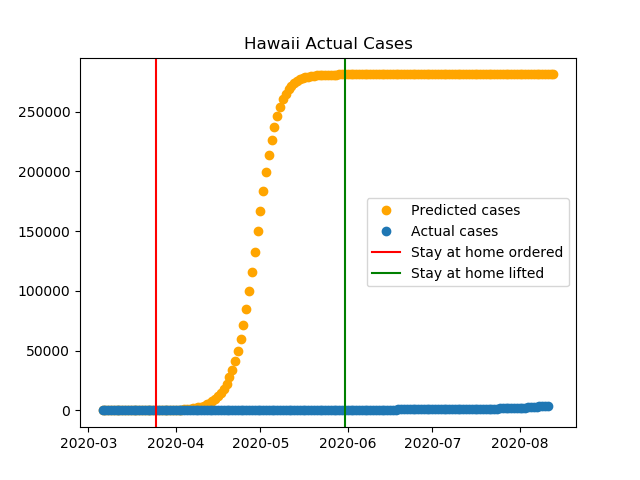 Hawaii Actual Cases
250000
200000
150000
100000
50000
0
Predicted cases
Actual cases
Stay at home ordered
Stay at home lifted
2020-03 2020-04 2020-05 2020-06 2020-07 2020-08